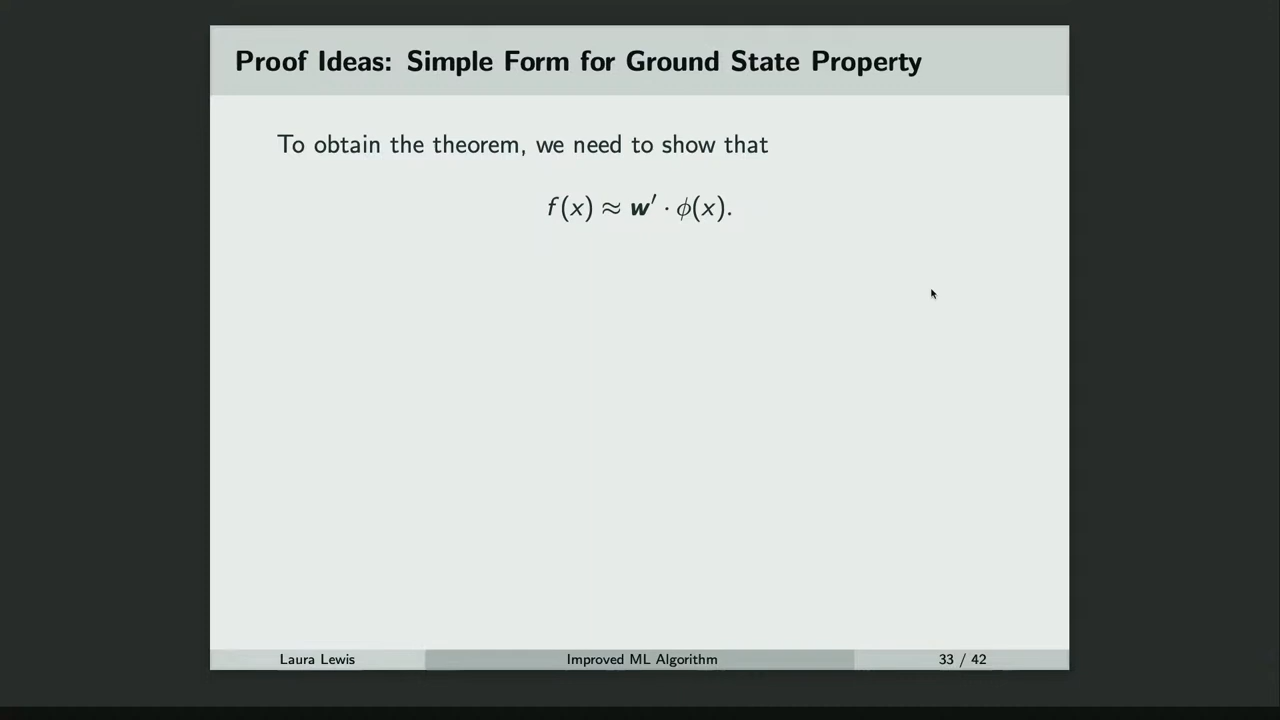 Proof Ideas: Simple Form for Ground State Property
To obtain the theorem, we need to show that
f(x) ≈ w′ · ϕ(x).
Laura Lewis
Improved ML Algorithm
33 / 42